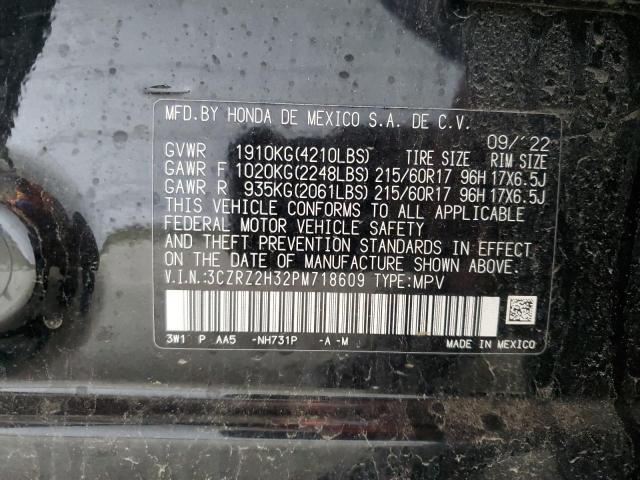 MFD.BY HONDA DE MEXICO S.A. DE C.V.
09/'22
GVWR 1910KG(4210LBS) TIRE SIZE RIM SIZE
GAWR F 1020KG(2248LBS) 215/60R17 96H 17X6.5J
GAWR R 935KG(2061LBS) 215/60R17 96H 17X6.5J
THIS VEHICLE CONFORMS TO ALL APPLICABLE
FEDERAL MOTOR VEHICLE SAFETY
AND THEFT PREVENTION STANDARDS IN EFFECT
ON THE DATE OF MANUFACTURE SHOWN ABOVE.
V.I.N.:3CZRZ2H32PM718609 TYPE:MPV
3W1 P AA5 -NH731P -A-M MADE IN MEXICO